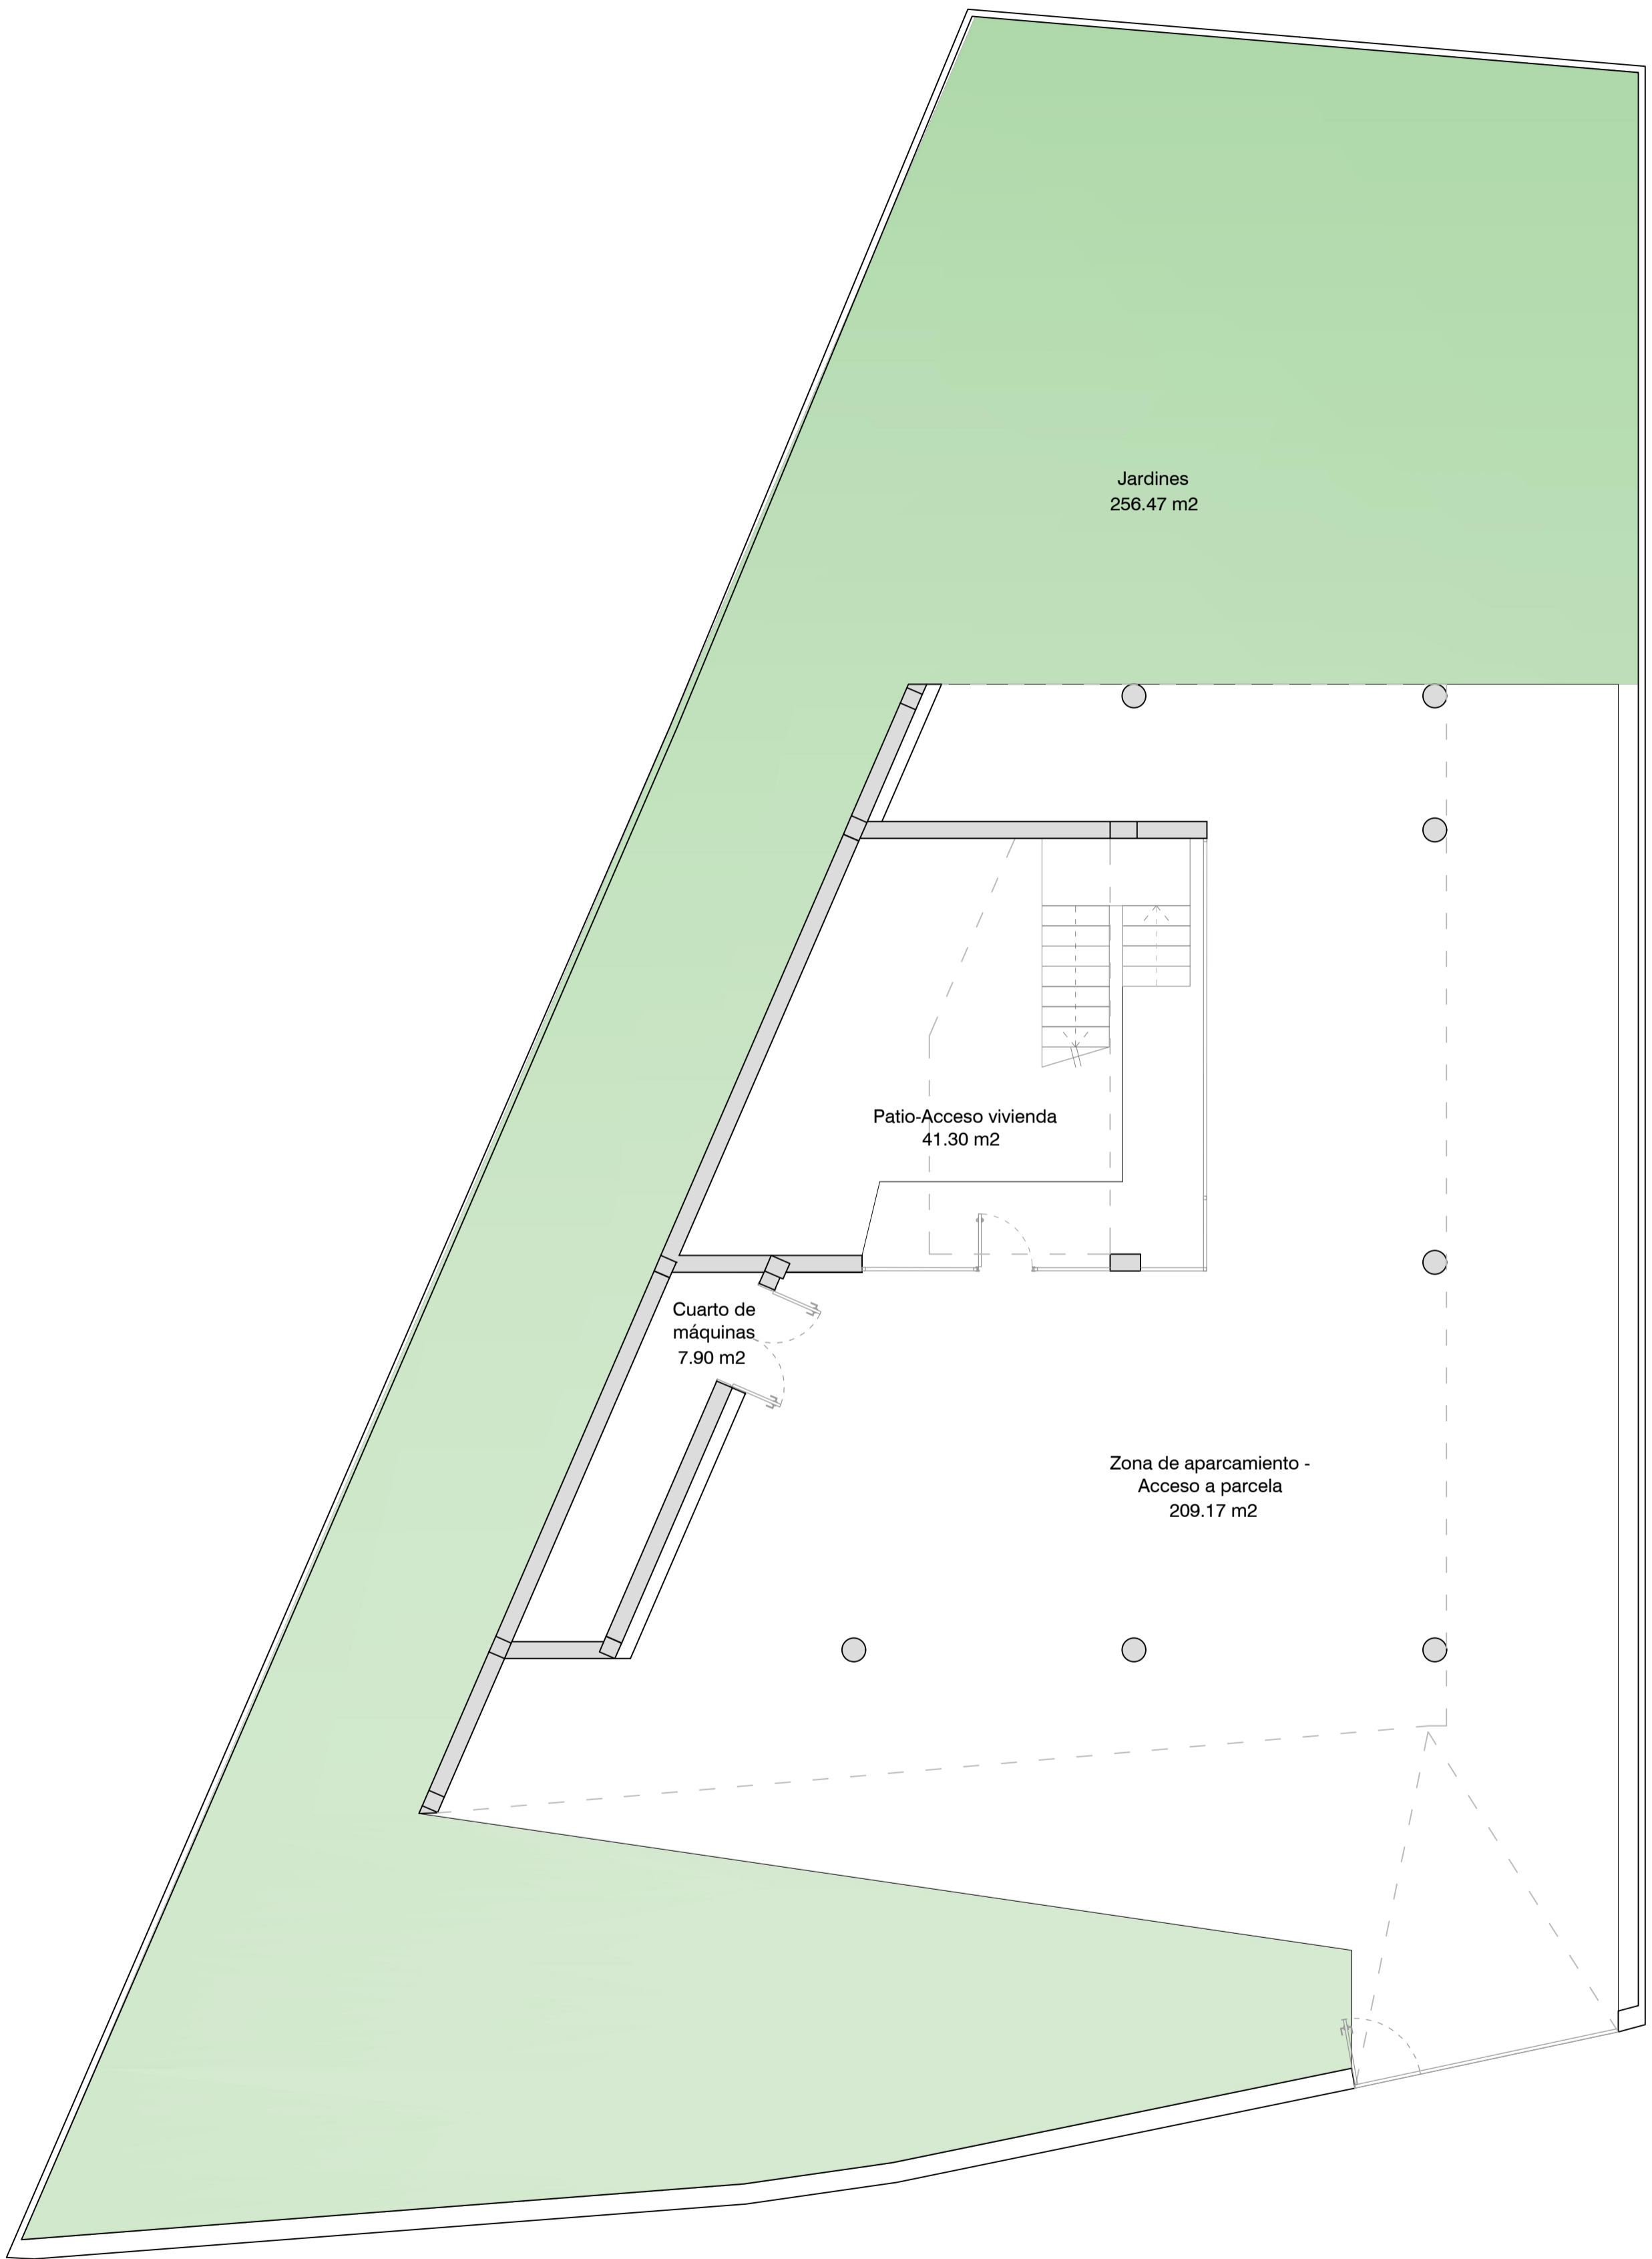 Jardines
256.47 m2
Patio-Acceso vivienda
41.30 m2
Cuarto de
máquinas
7.90 m2
Zona de aparcamiento -
Acceso a parcela
209.17 m2